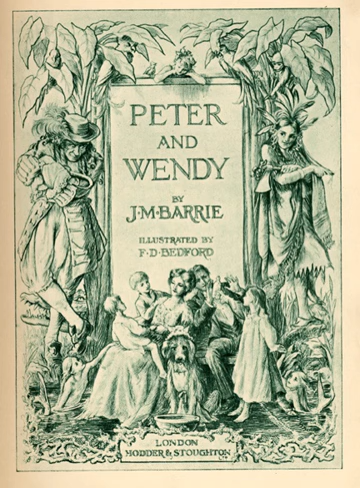 PETER
AND
WENDY
BY
J·M·BARRIE
ILLUSTRATED BY
F·D·BEDFORD
LONDON
HODDER & STOUGHTON